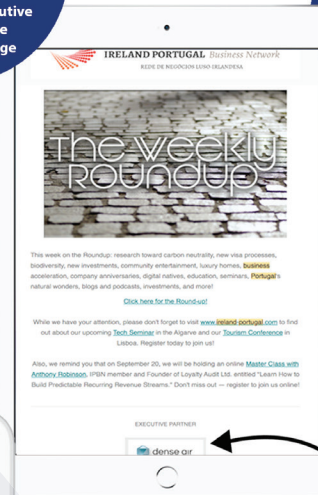 utive
e
ge
IRELAND PORTUGAL Business Network
REDE DE NEGÓCIOS LUSO IRLANDESA
The Weekly
ROUNDUP
This week on the Roundup: research toward carbon neutrality, new visa processes,
biodiversity, new investments, community entertainment, luxury homes, business
acceleration, company anniversaries, digital natives, education, seminars, Portugal's
natural wonders, blogs and podcasts, investments, and more!
Click here for the Round-up!
While we have your attention, please don't forget to visit www.ireland-portugal.com to find
out about our upcoming Tech Seminar in the Algarve and our Tourism Conference in
Lisboa. Register today to join us!
Also, we remind you that on September 20, we will be holding an online Master Class with
Anthony Robinson, IPBN member and Founder of Loyalty Audit Ltd. entitled "Learn How to
Build Predictable Recurring Revenue Streams." Don't miss out — register to join us online!
EXECUTIVE PARTNER
dense air